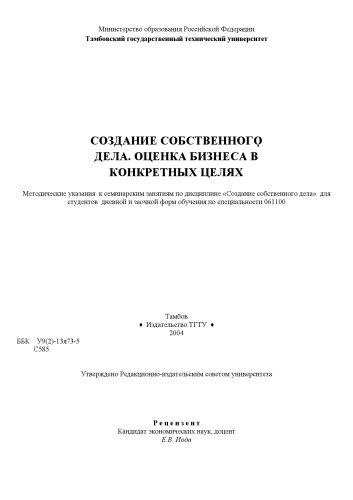 Министерство образования Российской Федерации
Тамбовский государственный технический университет
СОЗДАНИЕ СОБСТВЕННОГО
ДЕЛА. ОЦЕНКА БИЗНЕСА В
КОНКРЕТНЫХ ЦЕЛЯХ
Методические указания к семинарским занятиям по дисциплине «Создание собственного дела» для
студентов дневной и заочной форм обучения по специальности 061100
Тамбов
♦ Издательство ТГТУ ♦
2004
ББК У9(2)-13я73-5
С585
Утверждено Редакционно-издательским советом университета
Рецензент
Кандидат экономических наук, доцент
Е.В. Иода